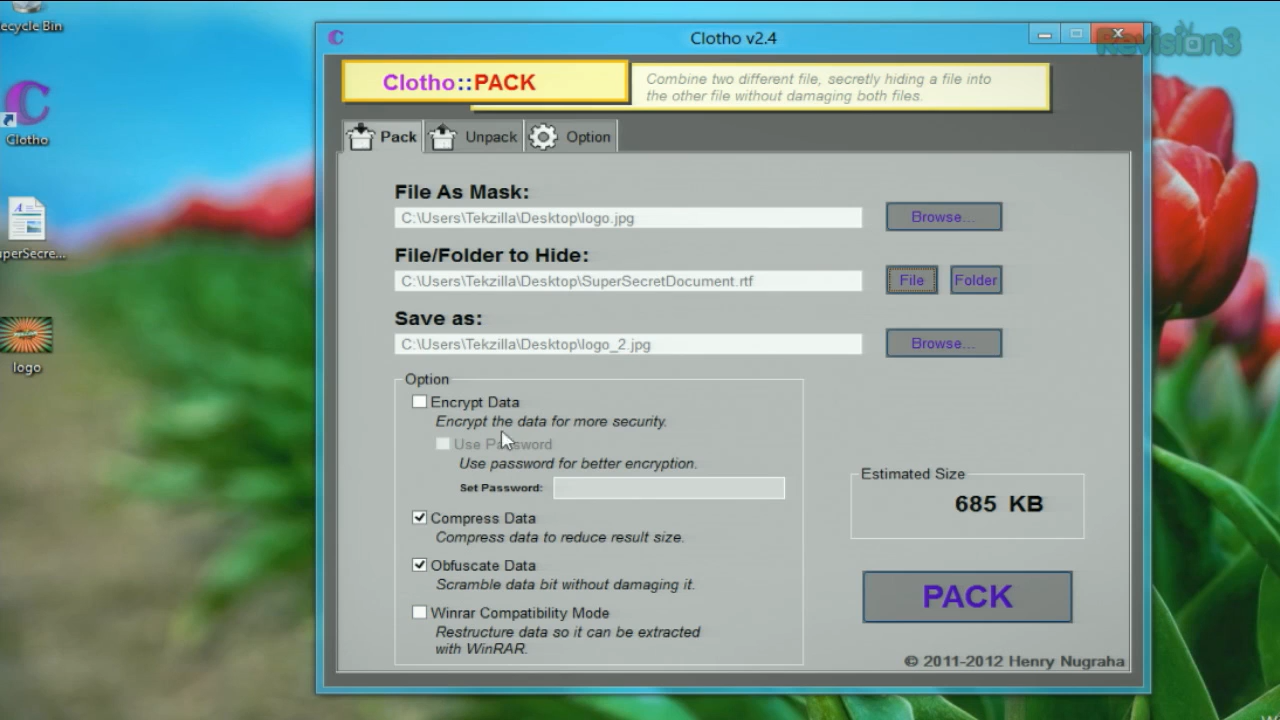 ecycle Bin
Clotho v2.4
Revision3
Clotho::PACK
Combine two different file, secretly hiding a file into
the other file without damaging both files.
Clotho
Pack
Unpack
Option
File As Mask:
C:\Users\Tekzilla\Desktop\logo.jpg
Browse...
perSecre...
File/Folder to Hide:
C:\Users\Tekzilla\Desktop\SuperSecretDocument.rtf
File
Folder
Save as:
C:\Users\Tekzilla\Desktop\logo_2.jpg
Browse...
logo
Option
Encrypt Data
Encrypt the data for more security.
Use Password
Use password for better encryption.
Set Password:
Estimated Size
685 KB
Compress Data
Compress data to reduce result size.
Obfuscate Data
Scramble data bit without damaging it.
PACK
Winrar Compatibility Mode
Restructure data so it can be extracted
with WinRAR.
© 2011-2012 Henry Nugraha